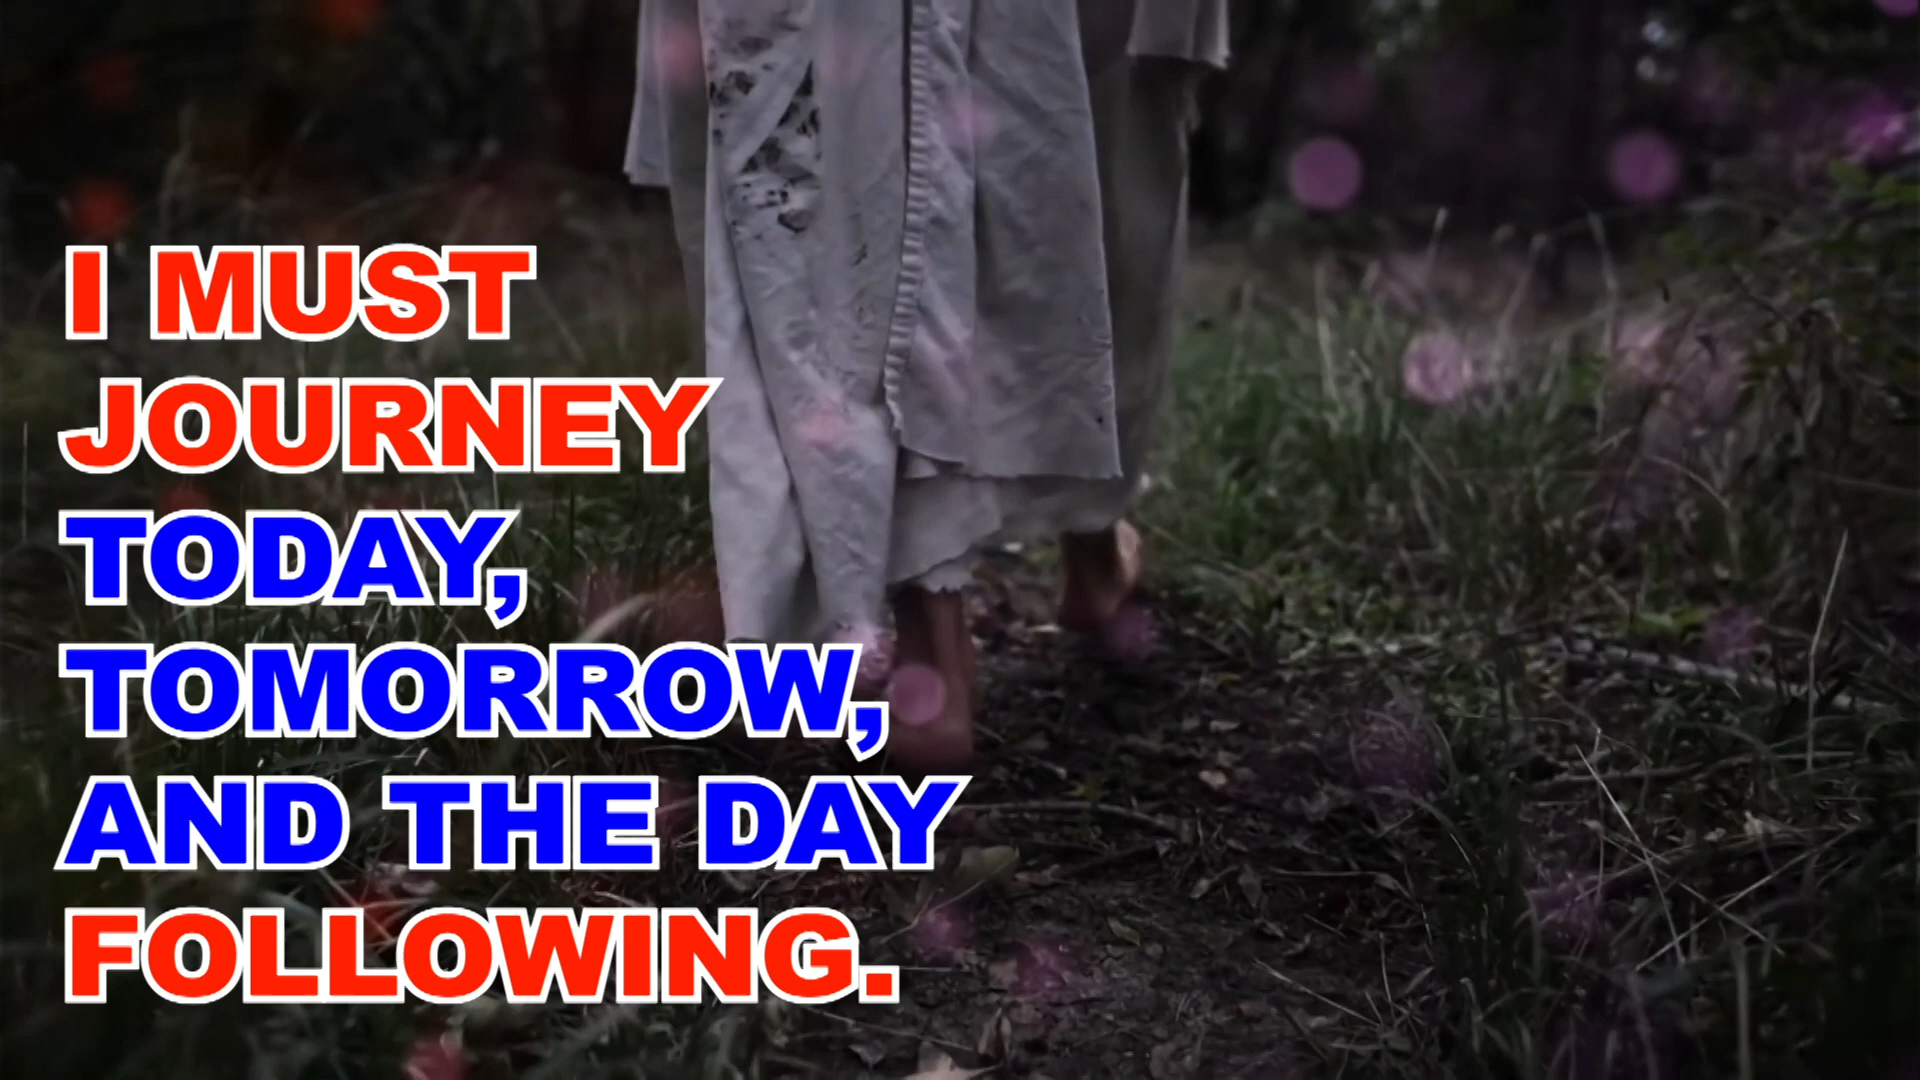 I MUST
JOURNEY
TODAY,
TOMORROW,
AND THE DAY
FOLLOWING.